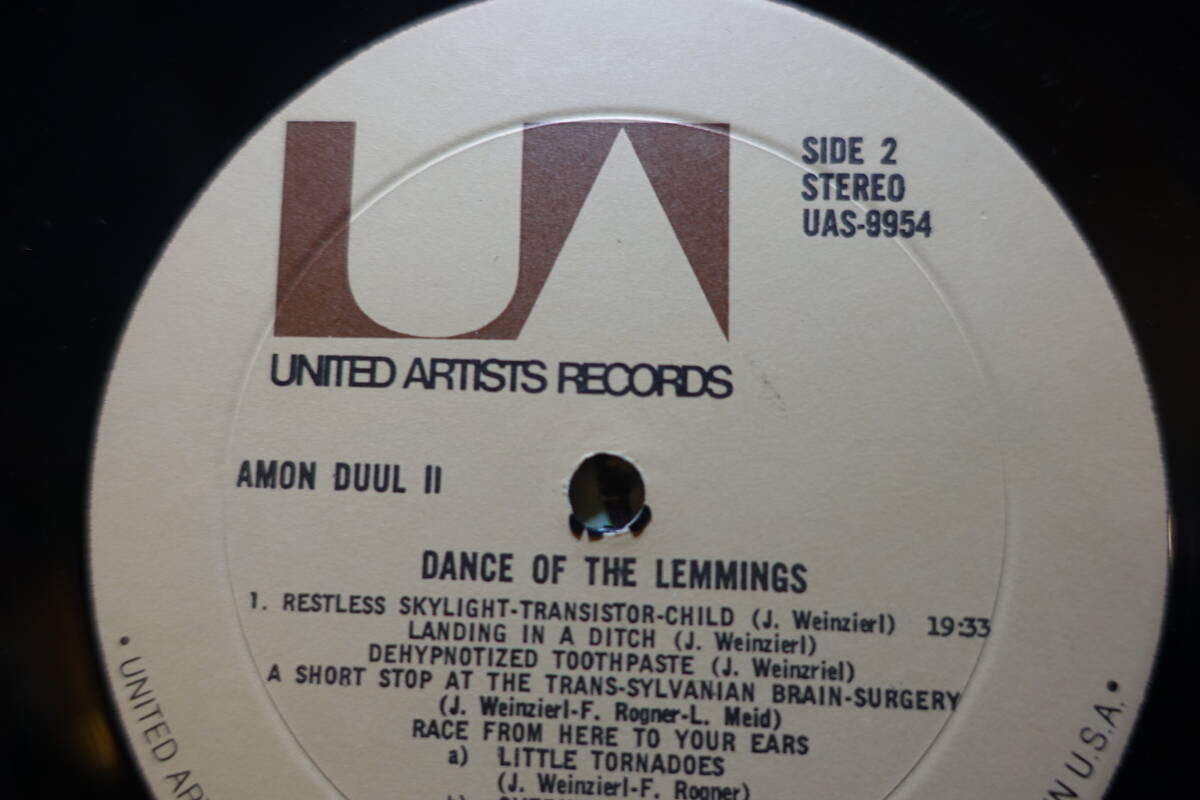 UA
SIDE 2
STEREO
UAS-9954
UNITED ARTISTS RECORDS
AMON DUUL II
DANCE OF THE LEMMINGS
1. RESTLESS SKYLIGHT-TRANSISTOR-CHILD (J. Weinzierl) 19:33
LANDING IN A DITCH (J. Weinzierl)
DEHYPNOTIZED TOOTHPASTE (J. Weinzriel)
A SHORT STOP AT THE TRANS-SYLVANIAN BRAIN-SURGERY
(J. Weinzierl-F. Rogner-L. Meid)
RACE FROM HERE TO YOUR EARS
a) LITTLE TORNADOES
(J. Weinzierl-F. Rogner)
• UNITED
U.S.A. •